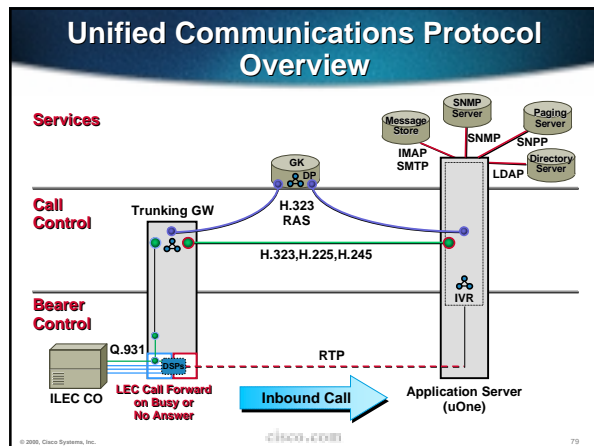 Unified Communications Protocol
Overview
Services
Message
Store
SNMP
Server
Paging
Server
IMAP
SMTP
SNMP
SNPP
LDAP
Directory
Server
GK
DP
Call
Control
Trunking GW
H.323
RAS
H.323,H.225,H.245
IVR
Bearer
Control
Q.931
DSPs
RTP
ILEC CO
LEC Call Forward
on Busy or
No Answer
Inbound Call
Application Server
(uOne)
© 2000, Cisco Systems, Inc.
cisco.com
79